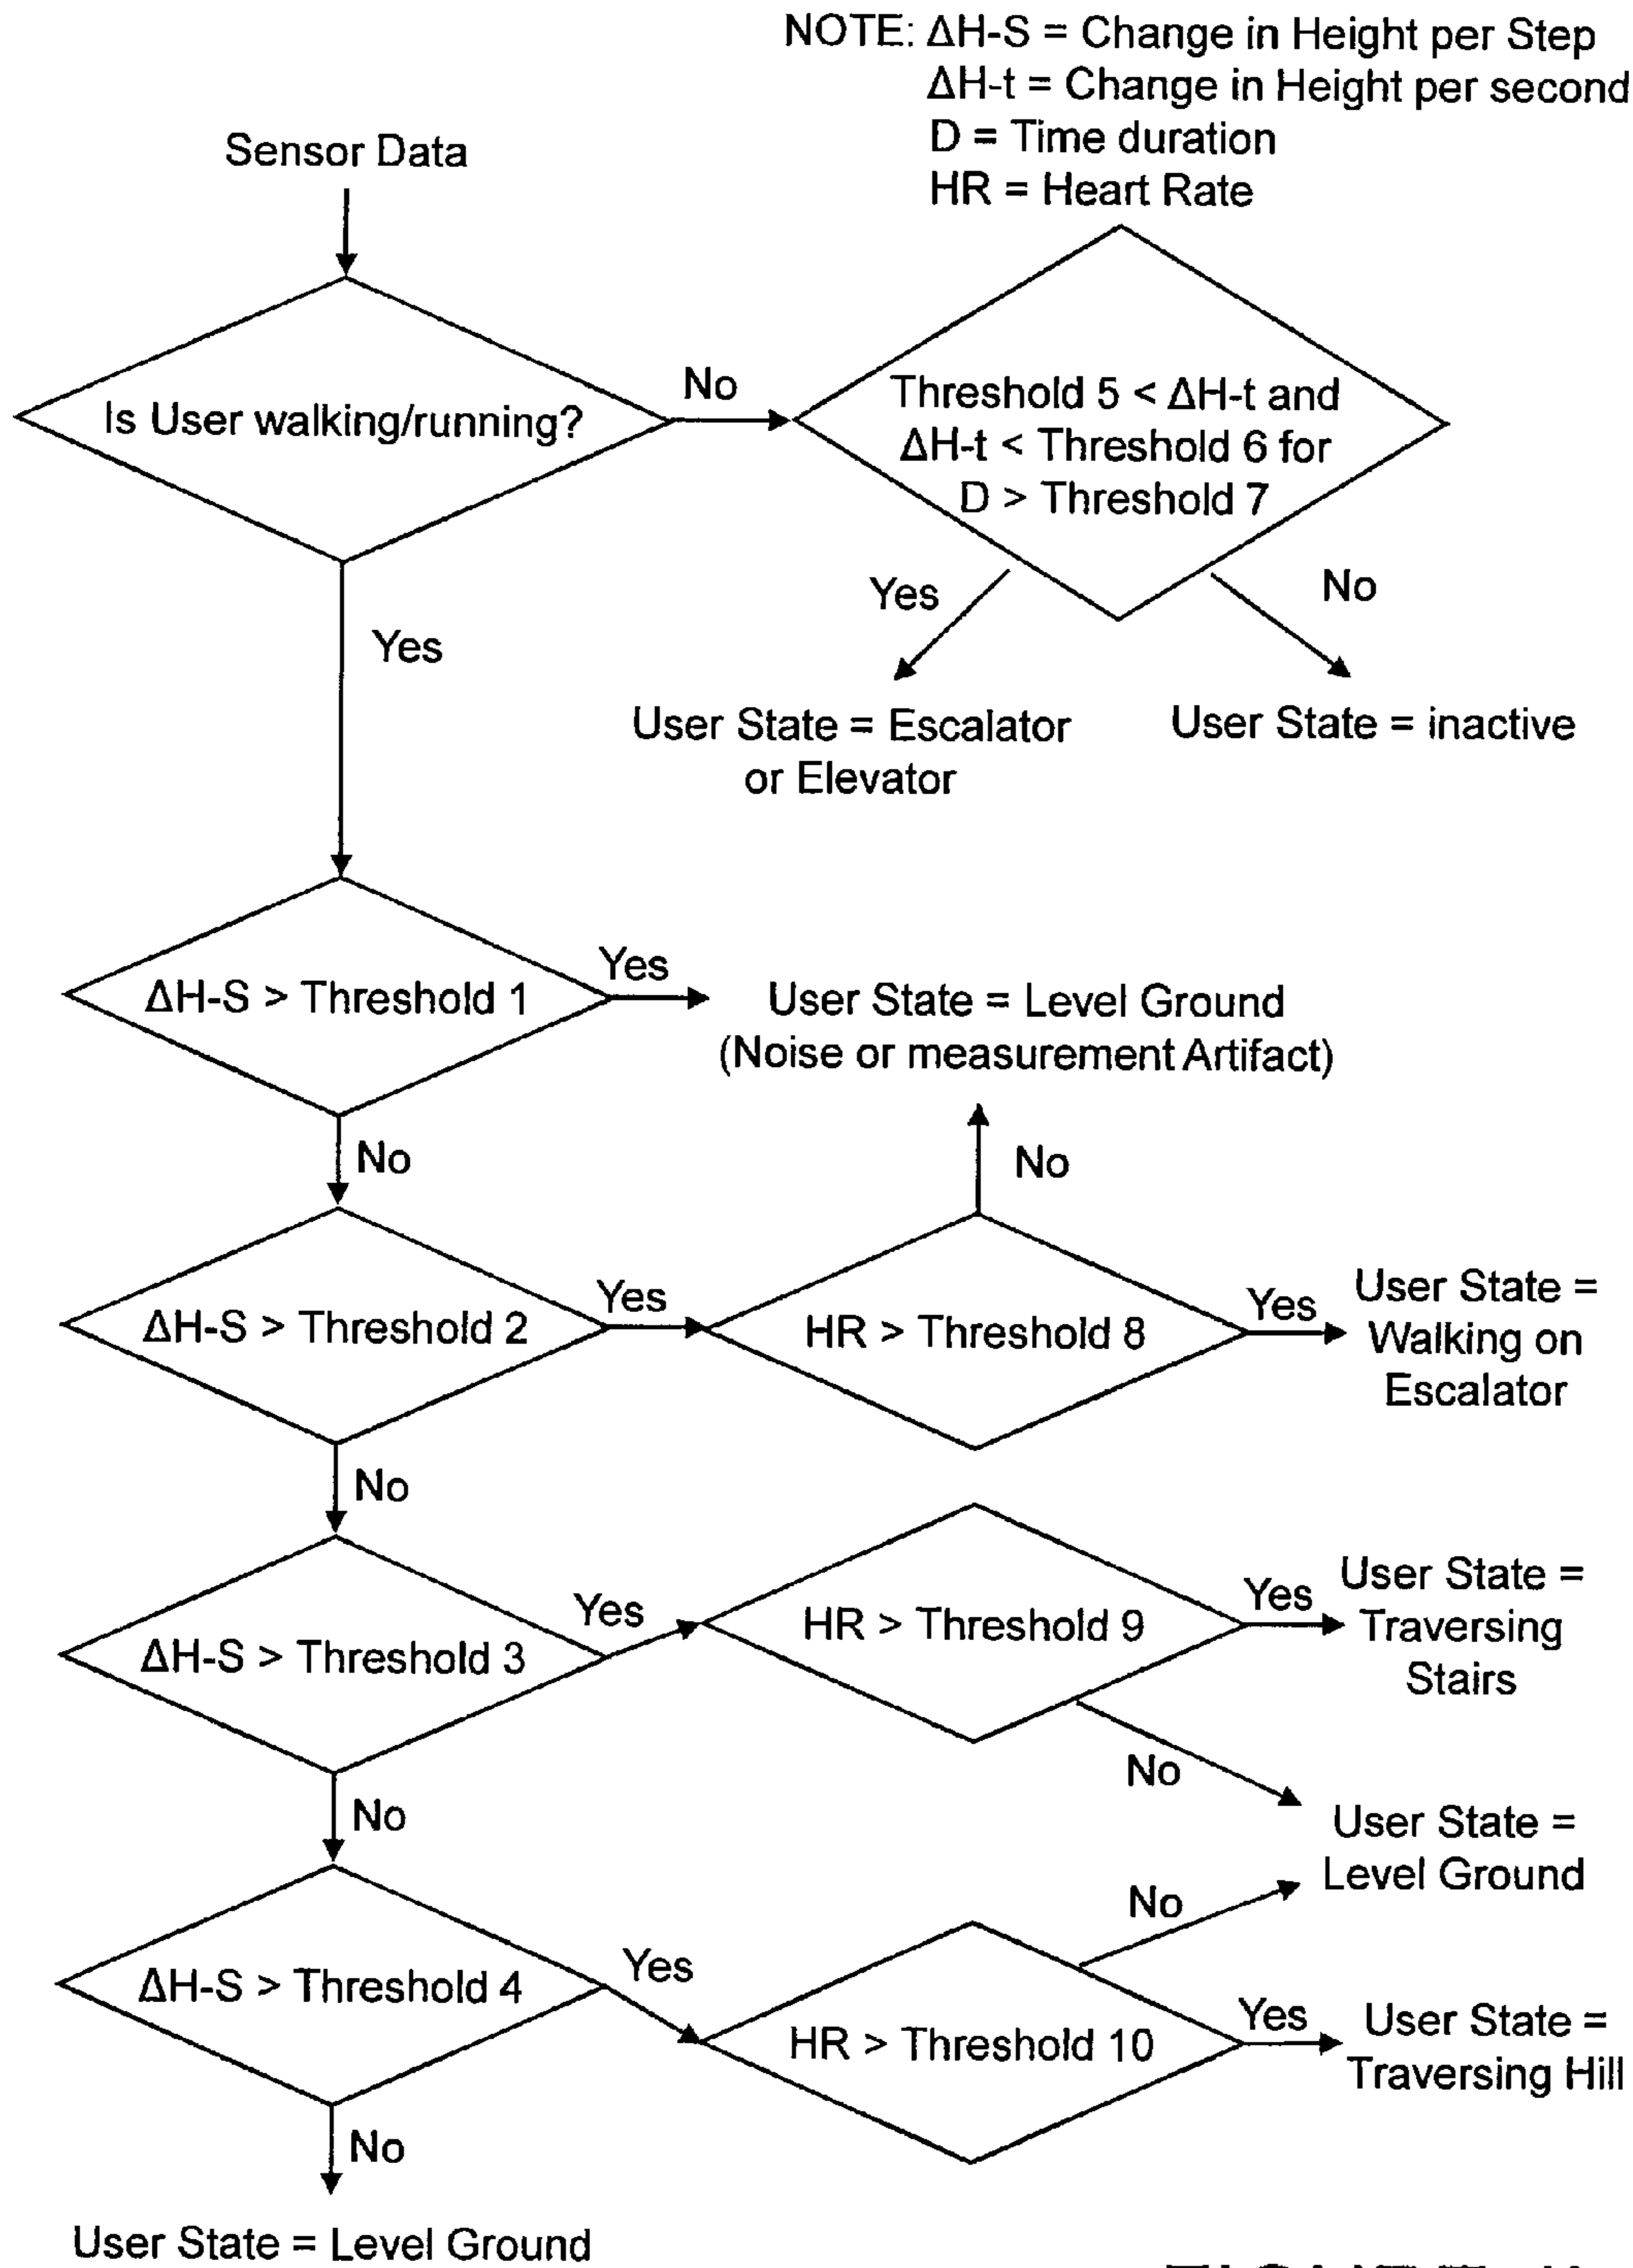 NOTE: ΔH-S = Change in Height per Step
ΔH-t = Change in Height per second
D = Time duration
HR = Heart Rate
Sensor Data
Is User walking/running?
No
Threshold 5 < ΔH-t and
ΔH-t < Threshold 6 for
D > Threshold 7
Yes
No
User State = Escalator
or Elevator
User State = inactive
Yes
ΔH-S > Threshold 1
Yes
User State = Level Ground
(Noise or measurement Artifact)
No
No
ΔH-S > Threshold 2
Yes
HR > Threshold 8
Yes
User State =
Walking on
Escalator
No
ΔH-S > Threshold 3
Yes
HR > Threshold 9
Yes
User State =
Traversing
Stairs
No
No
User State =
Level Ground
No
ΔH-S > Threshold 4
Yes
HR > Threshold 10
Yes
User State =
Traversing Hill
No
User State = Level Ground